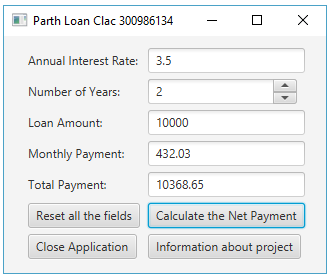 Parth Loan Clac 300986134
Annual Interest Rate: 3.5
Number of Years: 2
Loan Amount: 10000
Monthly Payment: 432.03
Total Payment: 10368.65
Reset all the fields Calculate the Net Payment
Close Application Information about project